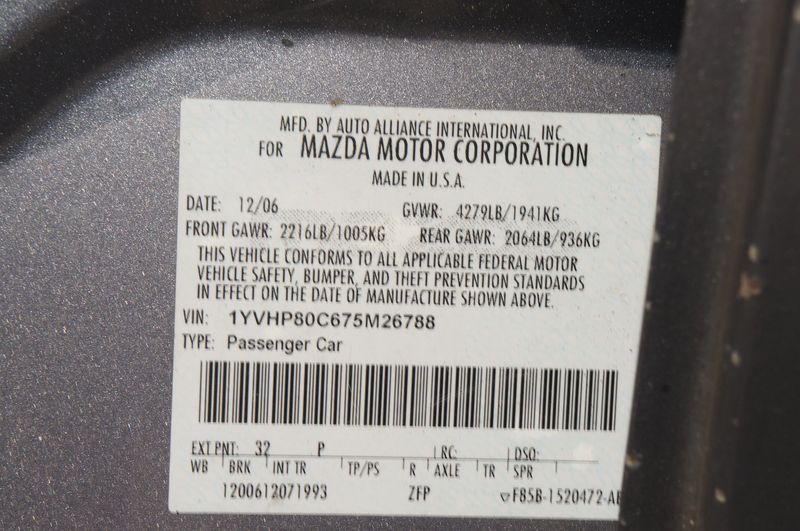 MFD. BY AUTO ALLIANCE INTERNATIONAL, INC.
FOR MAZDA MOTOR CORPORATION
MADE IN U.S.A.
DATE: 12/06 GVWR: 4279LB/1941KG
FRONT GAWR: 2216LB/1005KG REAR GAWR: 2064LB/936KG
THIS VEHICLE CONFORMS TO ALL APPLICABLE FEDERAL MOTOR
VEHICLE SAFETY, BUMPER, AND THEFT PREVENTION STANDARDS
IN EFFECT ON THE DATE OF MANUFACTURE SHOWN ABOVE.
VIN: 1YVHP80C675M26788
TYPE: Passenger Car
EXT PNT: 32 P RC: DSO:
WB BRK INT TR TP/PS R AXLE TR SPR
1200612071993 ZFP F85B-1520472-AB